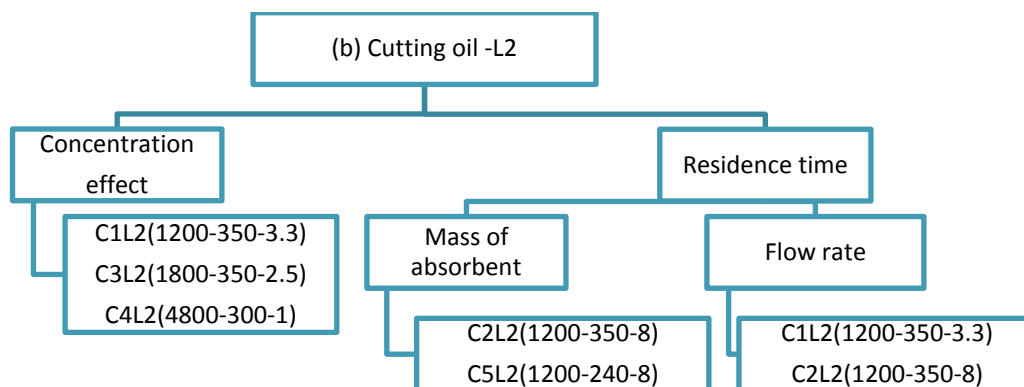 (b) Cutting oil -L2
Concentration
effect
C1L2(1200-350-3.3)
C3L2(1800-350-2.5)
C4L2(4800-300-1)
Residence time
Mass of
absorbent
C2L2(1200-350-8)
C5L2(1200-240-8)
Flow rate
C1L2(1200-350-3.3)
C2L2(1200-350-8)